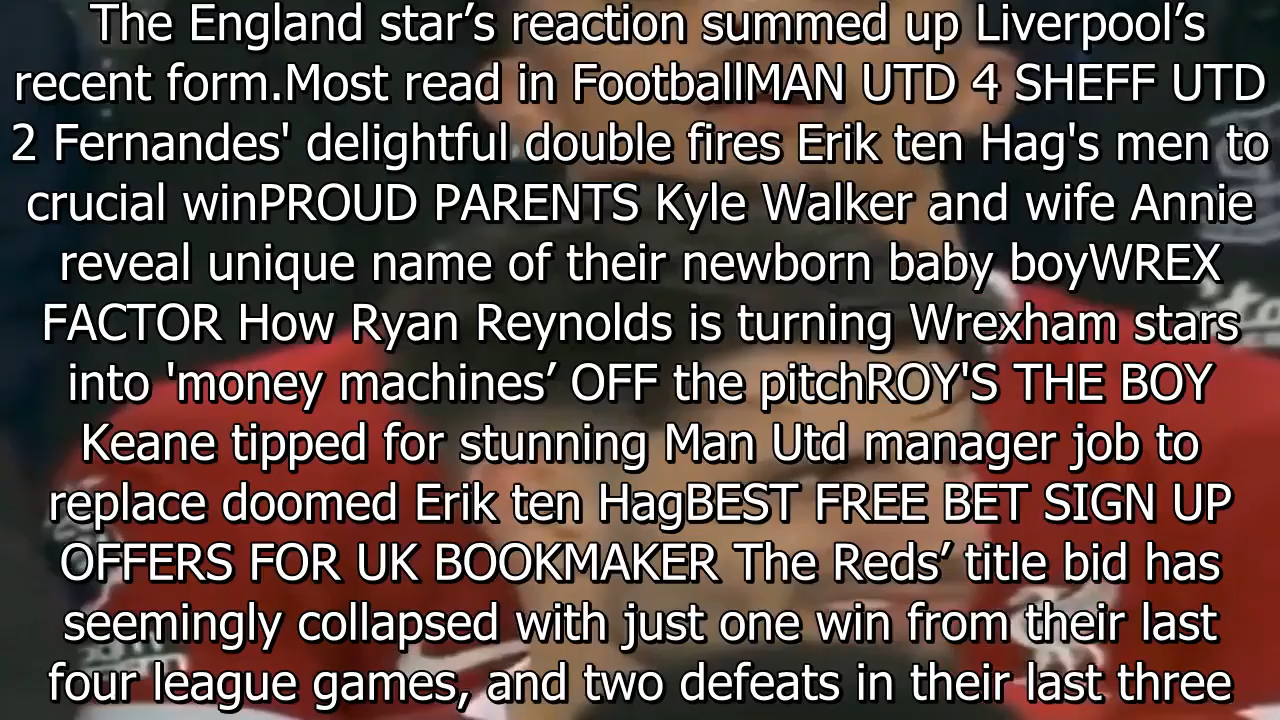 The England star’s reaction summed up Liverpool’s
recent form.Most read in FootballMAN UTD 4 SHEFF UTD
2 Fernandes' delightful double fires Erik ten Hag's men to
crucial winPROUD PARENTS Kyle Walker and wife Annie
reveal unique name of their newborn baby boyWREX
FACTOR How Ryan Reynolds is turning Wrexham stars
into 'money machines’ OFF the pitchROY'S THE BOY
Keane tipped for stunning Man Utd manager job to
replace doomed Erik ten HagBEST FREE BET SIGN UP
OFFERS FOR UK BOOKMAKER The Reds’ title bid has
seemingly collapsed with just one win from their last
four league games, and two defeats in their last three